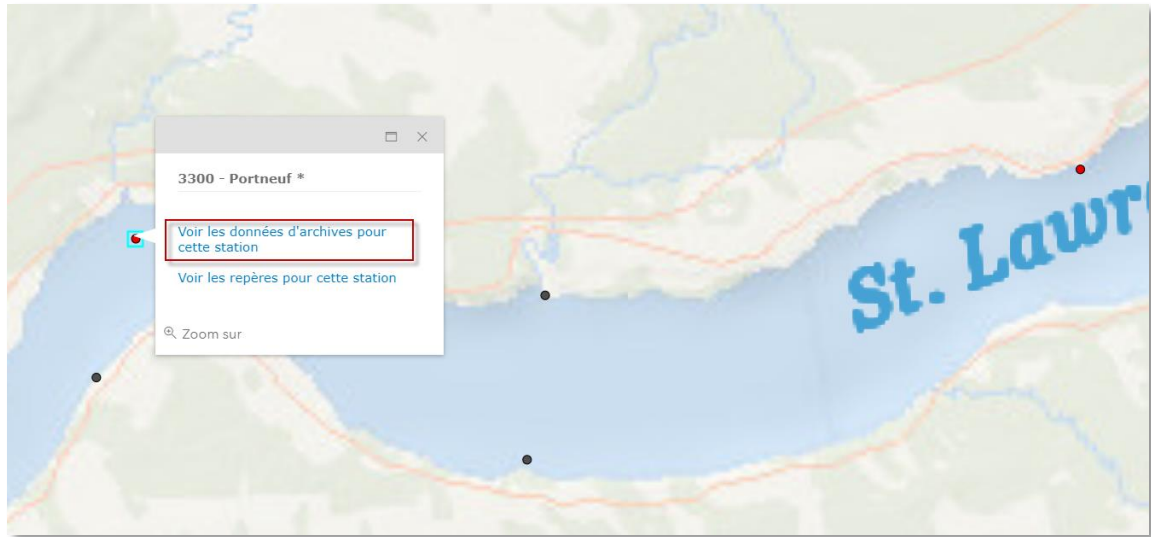 3300 - Portneuf *
Voir les données d'archives pour
cette station
Voir les repères pour cette station
Zoom sur
St. Lawr